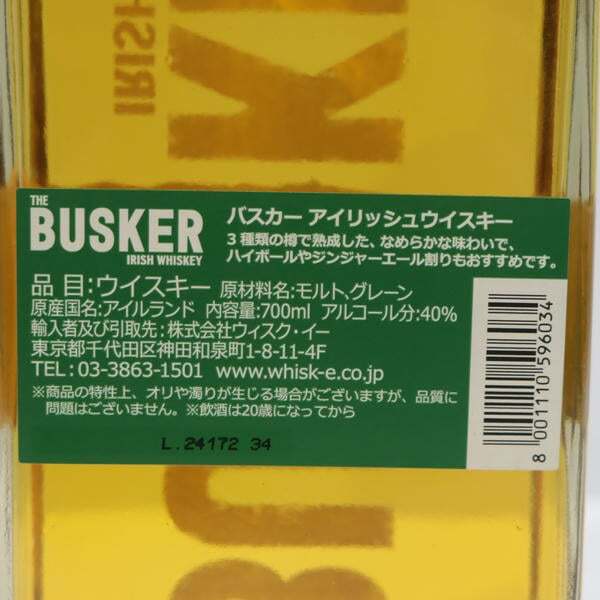 IRISH
THE
BUSKER
IRISH WHISKEY
バスカー アイリッシュウイスキー
3種類の樽で熟成した、なめらかな味わいで、
ハイボールやジンジャーエール割りもおすすめです。
品 目:ウイスキー 原材料名:モルト、グレーン
原産国名:アイルランド 内容量:700ml アルコール分:40%
輸入者及び引取先:株式会社ウィスク・イー
東京都千代田区神田和泉町1-8-11-4F
TEL:03-3863-1501 www.whisk-e.co.jp
※商品の特性上、オリや濁りが生じる場合がございますが、品質に
問題はございません。※飲酒は20歳になってから
L.24172 34
8 001110 596034